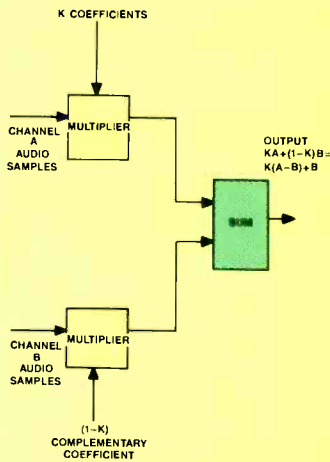 K COEFFICIENTS
MULTIPLIER
CHANNEL
A
AUDIO
SAMPLES
OUTPUT
KA+(1-K)B=
K(A-B)+B
SUM
MULTIPLIER
CHANNEL
B
AUDIO
SAMPLES
(1-K)
COMPLEMENTARY
COEFFICIENT